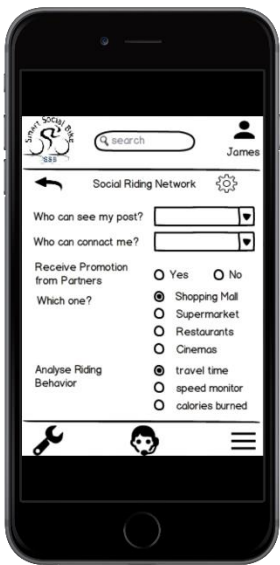 Smart Social Bike
SBS
search
James
Social Riding Network
Who can see my post?
Who can connact me?
Receive Promotion
from Partners
Yes
No
Which one?
Shopping Mall
Supermarket
Restaurants
Cinemas
Analyse Riding
Behavior
travel time
speed monitor
calories burned